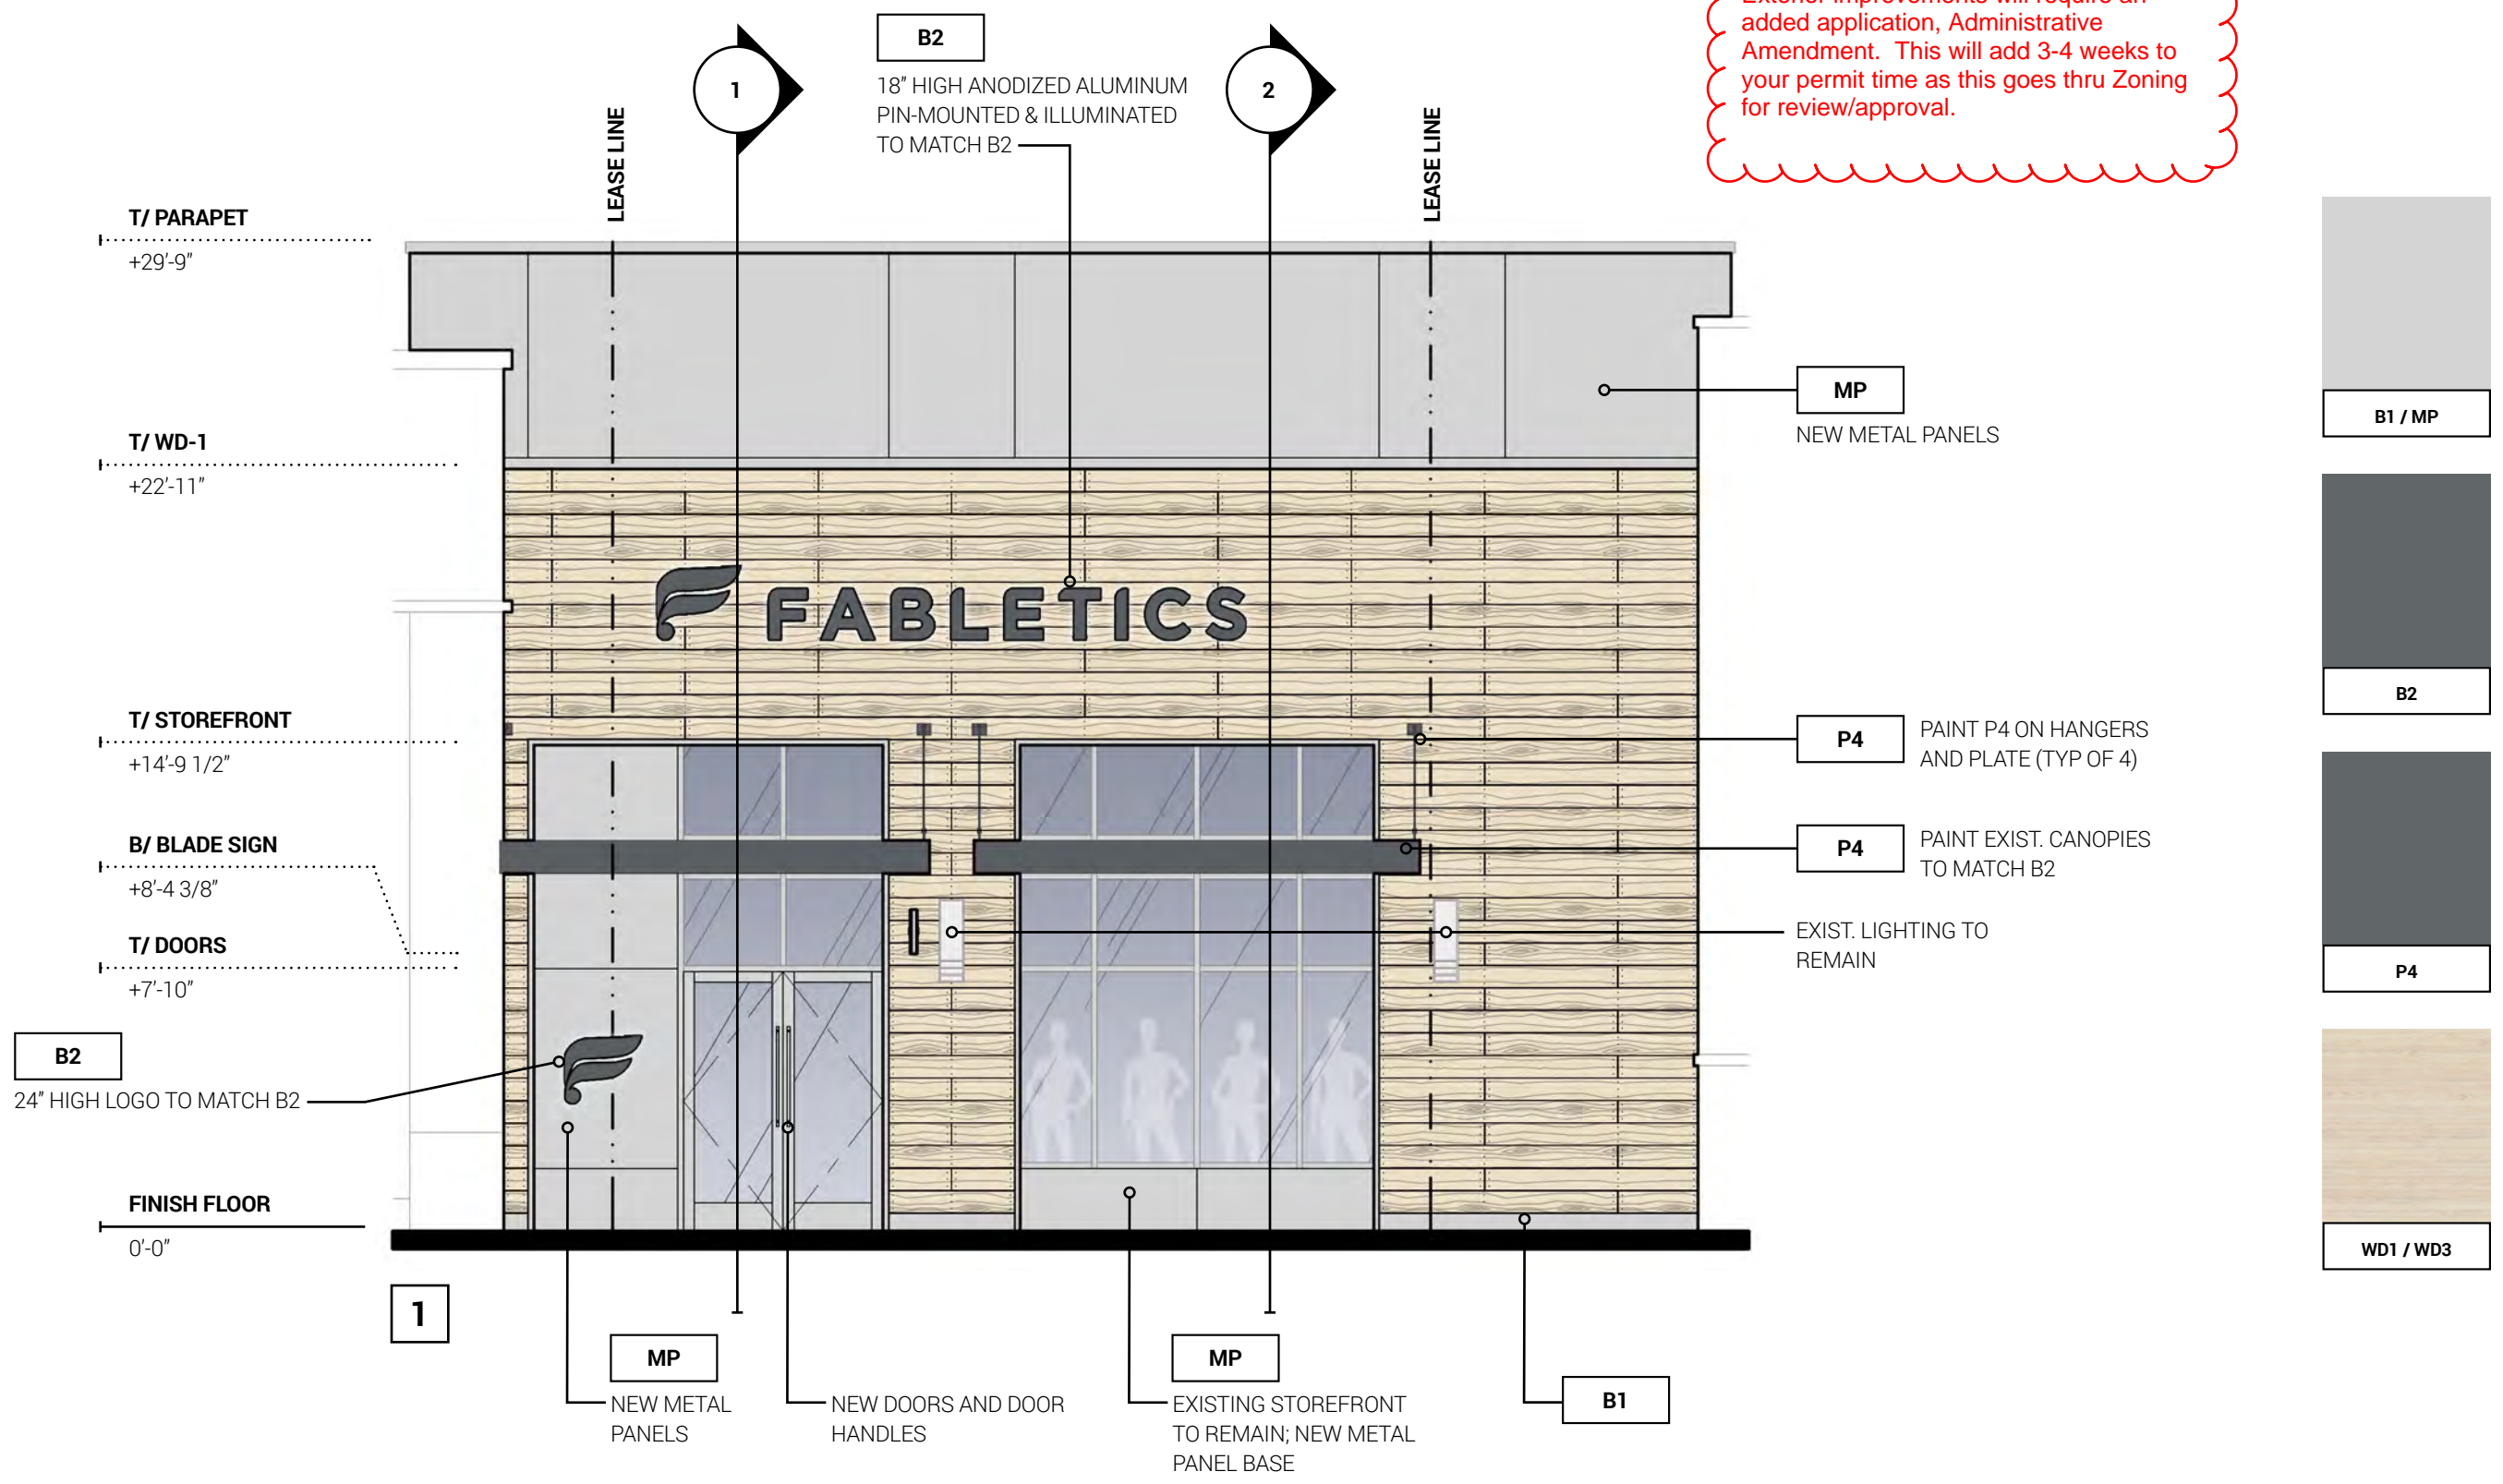 Exterior improvements will require an
added application, Administrative
Amendment. This will add 3-4 weeks to
your permit time as this goes thru Zoning
for review/approval.
B2
18” HIGH ANODIZED ALUMINUM
PIN-MOUNTED & ILLUMINATED
TO MATCH B2
1
2
LEASE LINE
LEASE LINE
T/ PARAPET
+29’-9”
T/ WD-1
+22’-11”
T/ STOREFRONT
+14’-9 1/2”
B/ BLADE SIGN
+8’-4 3/8”
T/ DOORS
+7’-10”
B2
24” HIGH LOGO TO MATCH B2
FINISH FLOOR
0’-0”
FABLETICS
MP
NEW METAL PANELS
P4
PAINT P4 ON HANGERS
AND PLATE (TYP OF 4)
P4
PAINT EXIST. CANOPIES
TO MATCH B2
EXIST. LIGHTING TO
REMAIN
B1 / MP
B2
P4
WD1 / WD3
1
MP
NEW METAL
PANELS
NEW DOORS AND DOOR
HANDLES
MP
EXISTING STOREFRONT
TO REMAIN; NEW METAL
PANEL BASE
B1